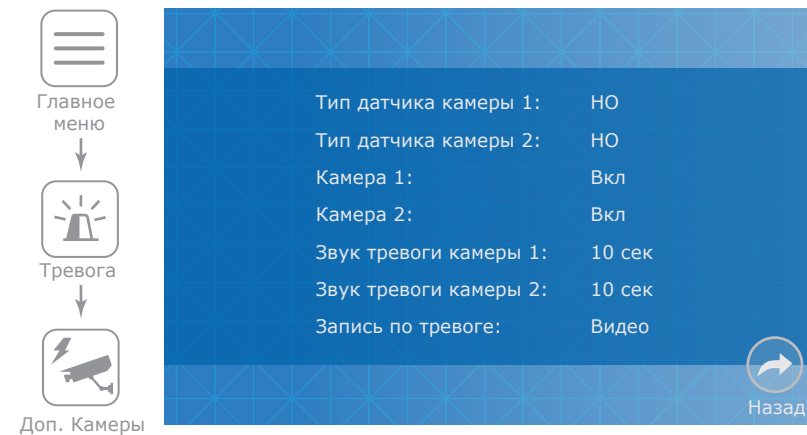 Главное
меню
Тревога
Доп. Камеры
Тип датчика камеры 1: НО
Тип датчика камеры 2: НО
Камера 1: Вкл
Камера 2: Вкл
Звук тревоги камеры 1: 10 сек
Звук тревоги камеры 2: 10 сек
Запись по тревоге: Видео
Назад